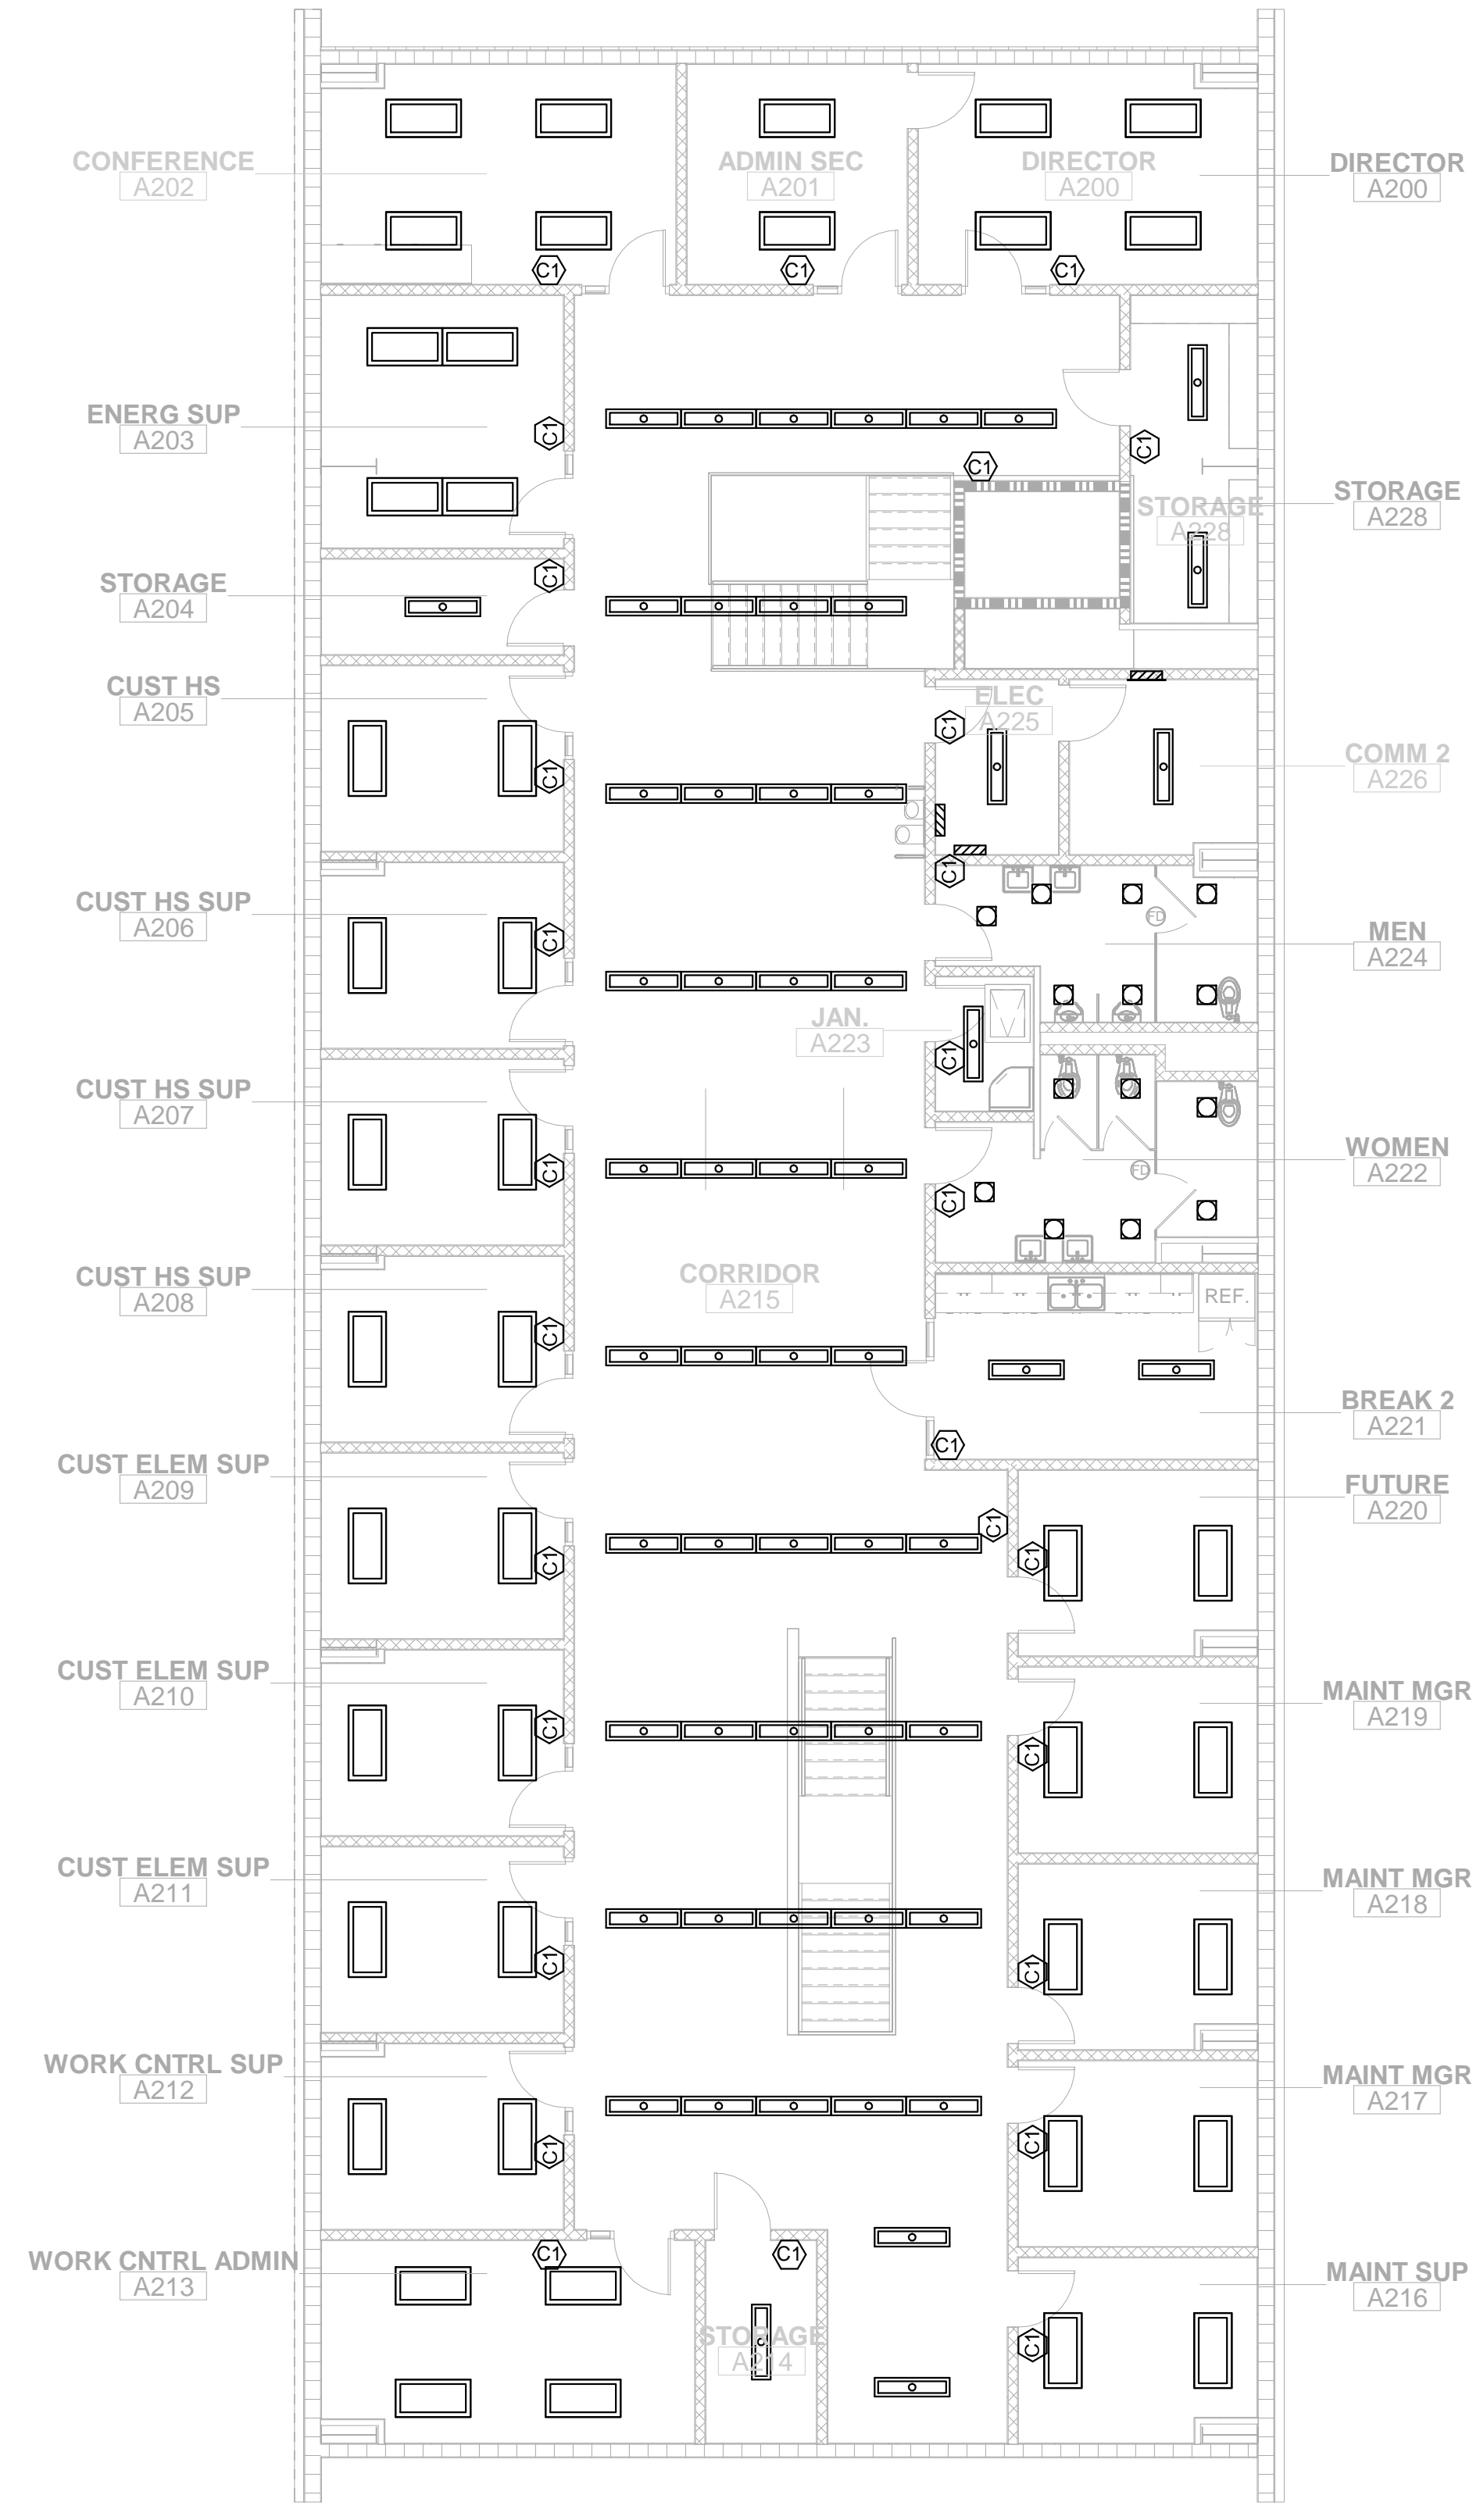 CONFERENCE
A202
ADMIN SEC
A201
DIRECTOR
A200
DIRECTOR
A200
C1
C1
C1
ENERG SUP
A203
C1
C1
C1
STORAGE
A228
STORAGE
A228
STORAGE
A204
C1
CUST HS
A205
C1
ELEC
A225
C1
COMM 2
A226
CUST HS SUP
A206
C1
C1
FD
MEN
A224
JAN.
A223
C1
CUST HS SUP
A207
C1
C1
FD
WOMEN
A222
CUST HS SUP
A208
C1
CORRIDOR
A215
REF.
BREAK 2
A221
C1
CUST ELEM SUP
A209
C1
C1
C1
FUTURE
A220
CUST ELEM SUP
A210
C1
C1
MAINT MGR
A219
CUST ELEM SUP
A211
C1
C1
MAINT MGR
A218
WORK CNTRL SUP
A212
C1
C1
MAINT MGR
A217
WORK CNTRL ADMIN
A213
C1
C1
STORAGE
A214
C1
MAINT SUP
A216